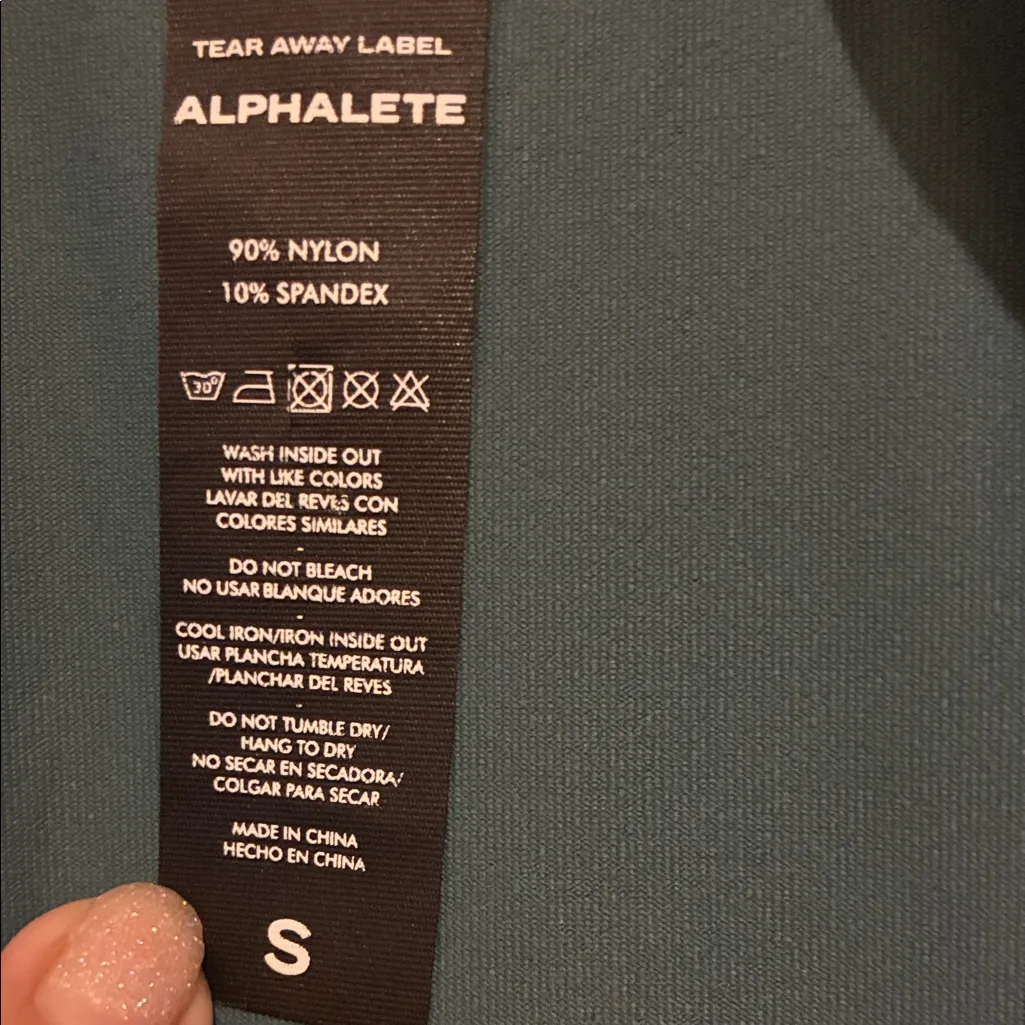 TEAR AWAY LABEL
ALPHALETE
90% NYLON
10% SPANDEX
30°
WASH INSIDE OUT
WITH LIKE COLORS
LAVAR DEL REVES CON
COLORES SIMILARES
-
DO NOT BLEACH
NO USAR BLANQUE ADORES
-
COOL IRON/IRON INSIDE OUT
USAR PLANCHA TEMPERATURA
/PLANCHAR DEL REVES
-
DO NOT TUMBLE DRY/
HANG TO DRY
NO SECAR EN SECADORA/
COLGAR PARA SECAR
MADE IN CHINA
HECHO EN CHINA
S